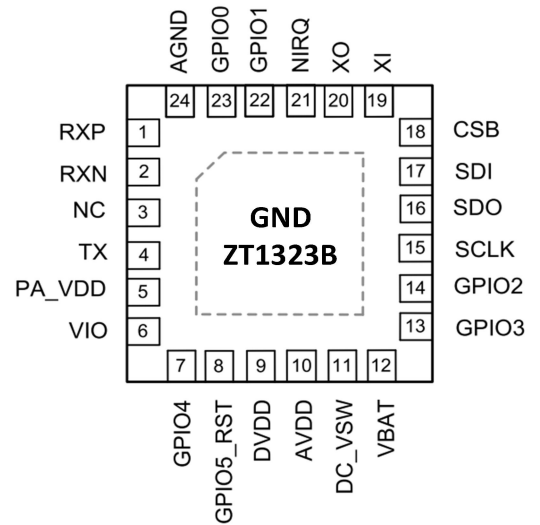 AGND
GPIO0
GPIO1
NIRQ
XO
XI
24
23
22
21
20
19
RXP 1
18 CSB
RXN 2
17 SDI
NC 3
16 SDO
GND
ZT1323B
TX 4
15 SCLK
PA_VDD 5
14 GPIO2
VIO 6
13 GPIO3
7
8
9
10
11
12
GPIO4
GPIO5_RST
DVDD
AVDD
DC_VSW
VBAT